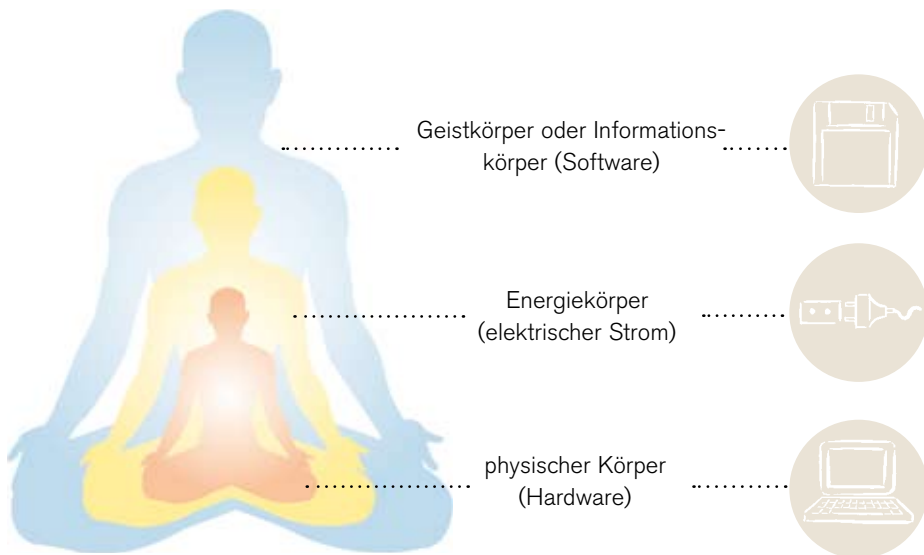 Geistkörper oder Informations-
körper (Software)
Energiekörper
(elektrischer Strom)
physischer Körper
(Hardware)